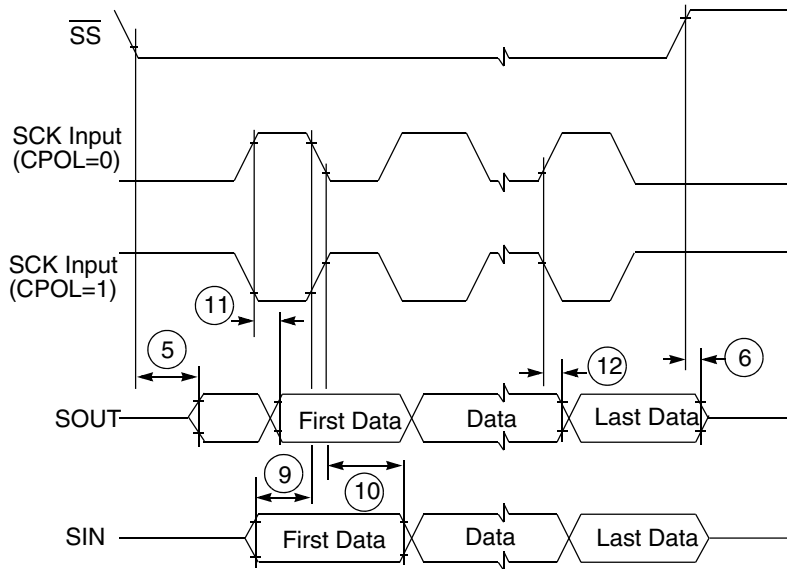 SS
SCK Input
(CPOL=0)
SCK Input
(CPOL=1)
11
5
12
6
SOUT
First Data
Data
Last Data
9
10
SIN
First Data
Data
Last Data